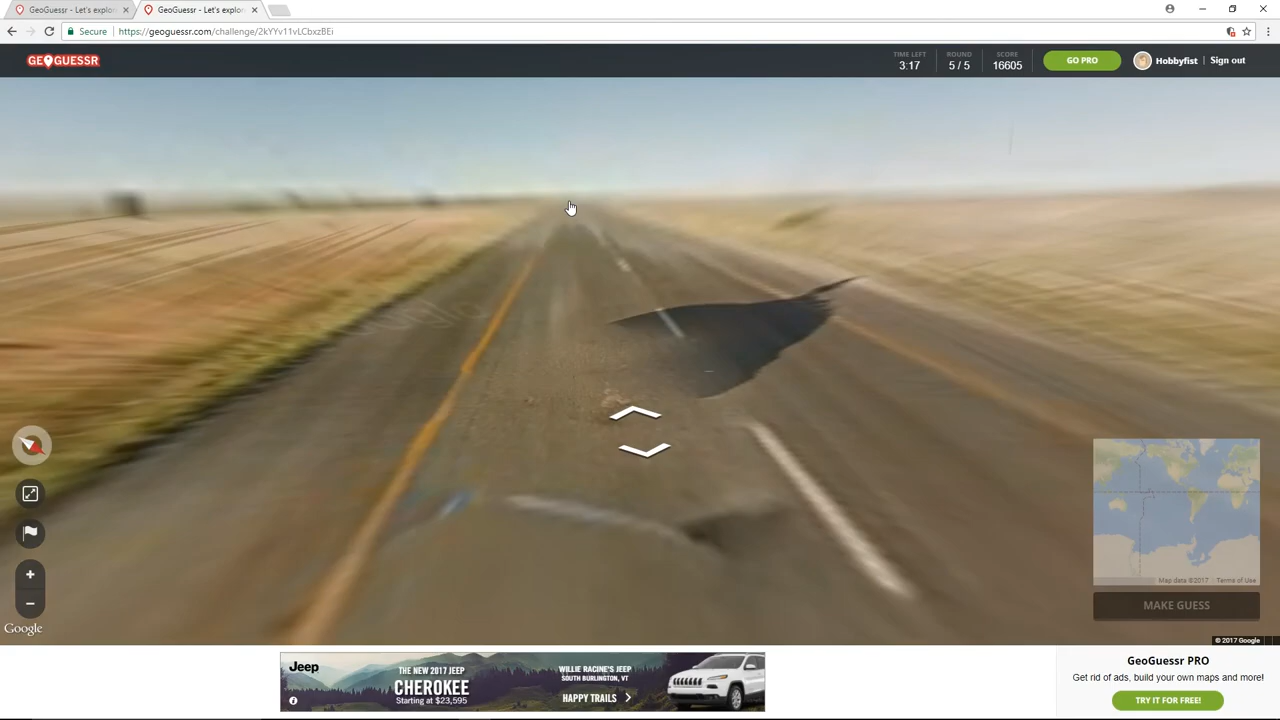 GeoGuessr - Let's explor
GeoGuessr - Let's explor
Secure
https://geoguessr.com/challenge/2kYYv11vLCbxzBEi
GEOGUESSR
TIME LEFT
3:17
ROUND
5 / 5
SCORE
16605
GO PRO
Hobbyfist
Sign out
Map data ©2017
Terms of Use
MAKE GUESS
Google
© 2017 Google
Jeep
THE NEW 2017 JEEP
CHEROKEE
Starting at $23,595
WILLIE RACINE'S JEEP
SOUTH BURLINGTON, VT
HAPPY TRAILS
GeoGuessr PRO
Get rid of ads, build your own maps and more!
TRY IT FOR FREE!